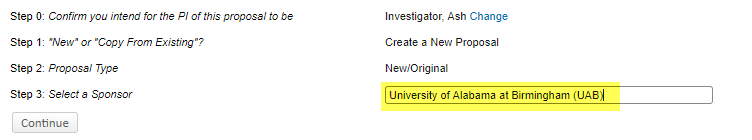 Step 0: Confirm you intend for the PI of this proposal to be Investigator, Ash Change
Step 1: "New" or "Copy From Existing"? Create a New Proposal
Step 2: Proposal Type New/Original
Step 3: Select a Sponsor University of Alabama at Birmingham (UAB)
Continue